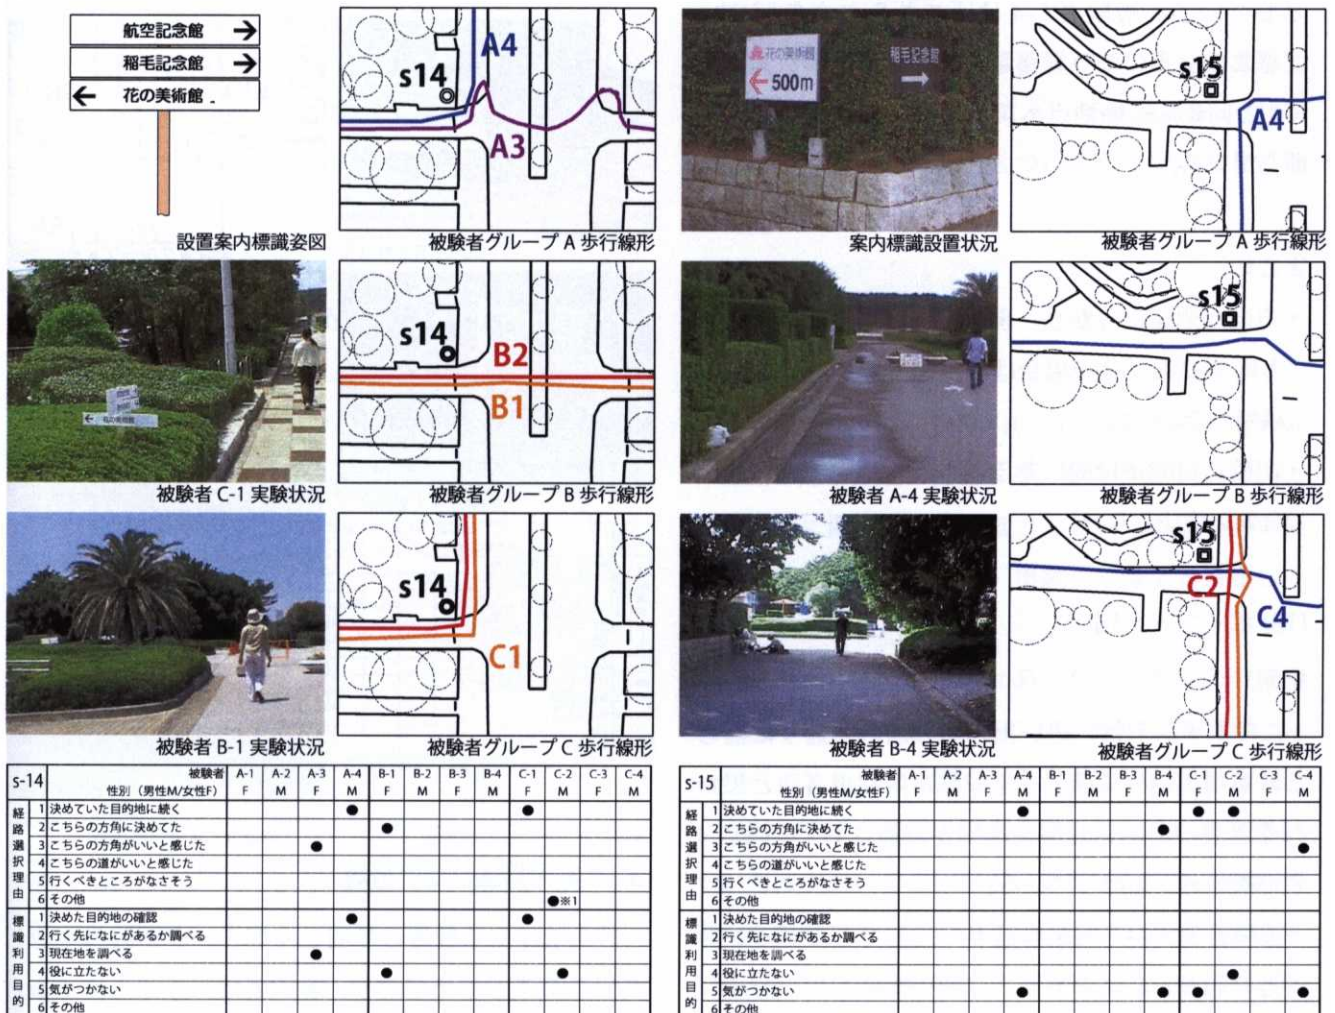 航空記念館 →
稲毛記念館 →
← 花の美術館
設置案内標識姿図
s14
A4
A3
被験者グループ A 歩行線形
花の美術館
← 500m
稲毛記念館
→
案内標識設置状況
s15
A4
被験者グループ A 歩行線形
← 花の美術館
被験者 C-1 実験状況
s14
B2
B1
被験者グループ B 歩行線形
被験者 A-4 実験状況
s15
被験者グループ B 歩行線形
被験者 B-1 実験状況
s14
C1
被験者グループ C 歩行線形
被験者 B-4 実験状況
s15
C2
C4
被験者グループ C 歩行線形
s-14 被験者 A-1 A-2 A-3 A-4 B-1 B-2 B-3 B-4 C-1 C-2 C-3 C-4
性別(男性M/女性F) F M F M F M F M F M F M
経路選択理由
1 決めていた目的地に続く ● ●
2 こちらの方角に決めてた ●
3 こちらの方角がいいと感じた ●
4 こちらの道がいいと感じた
5 行くべきところがなさそう
6 その他 ●※1
標識利用目的
1 決めた目的地の確認 ● ●
2 行く先になにがあるか調べる
3 現在地を調べる ●
4 役に立たない ● ●
5 気がつかない
6 その他
s-15 被験者 A-1 A-2 A-3 A-4 B-1 B-2 B-3 B-4 C-1 C-2 C-3 C-4
性別(男性M/女性F) F M F M F M F M F M F M
経路選択理由
1 決めていた目的地に続く ● ● ●
2 こちらの方角に決めてた ●
3 こちらの方角がいいと感じた ●
4 こちらの道がいいと感じた
5 行くべきところがなさそう
6 その他
標識利用目的
1 決めた目的地の確認
2 行く先になにがあるか調べる
3 現在地を調べる
4 役に立たない ●
5 気がつかない ● ● ● ●
6 その他